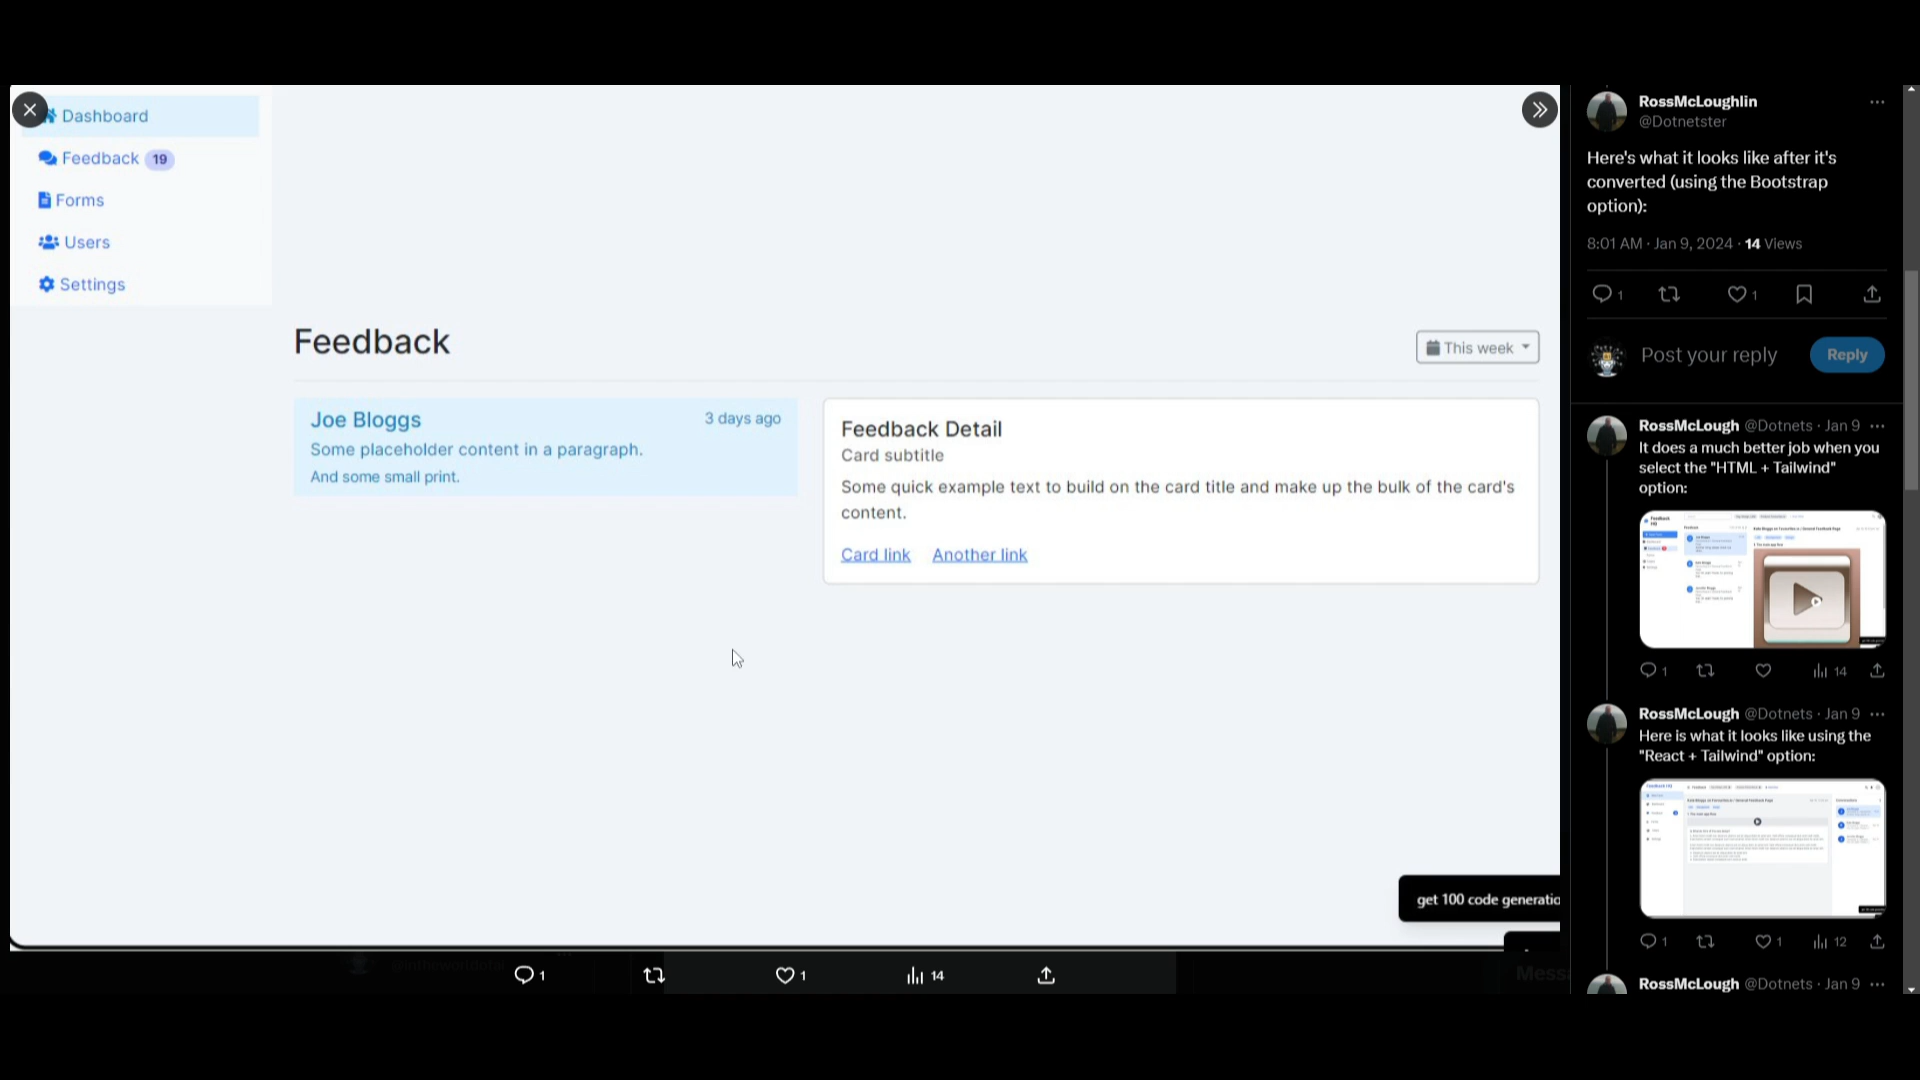 Dashboard
Feedback 19
Forms
Users
Settings
Feedback
This week
Joe Bloggs
3 days ago
Some placeholder content in a paragraph.
And some small print.
Feedback Detail
Card subtitle
Some quick example text to build on the card title and make up the bulk of the card's
content.
Card link Another link
get 100 code generatio
1
1
14
RossMcLoughlin
@Dotnetster
Here's what it looks like after it's
converted (using the Bootstrap
option):
8:01 AM · Jan 9, 2024 · 14 Views
1
1
Post your reply
Reply
RossMcLough @Dotnets · Jan 9
It does a much better job when you
select the "HTML + Tailwind"
option:
1
14
RossMcLough @Dotnets · Jan 9
Here is what it looks like using the
"React + Tailwind" option:
1
1
12
RossMcLough @Dotnets · Jan 9